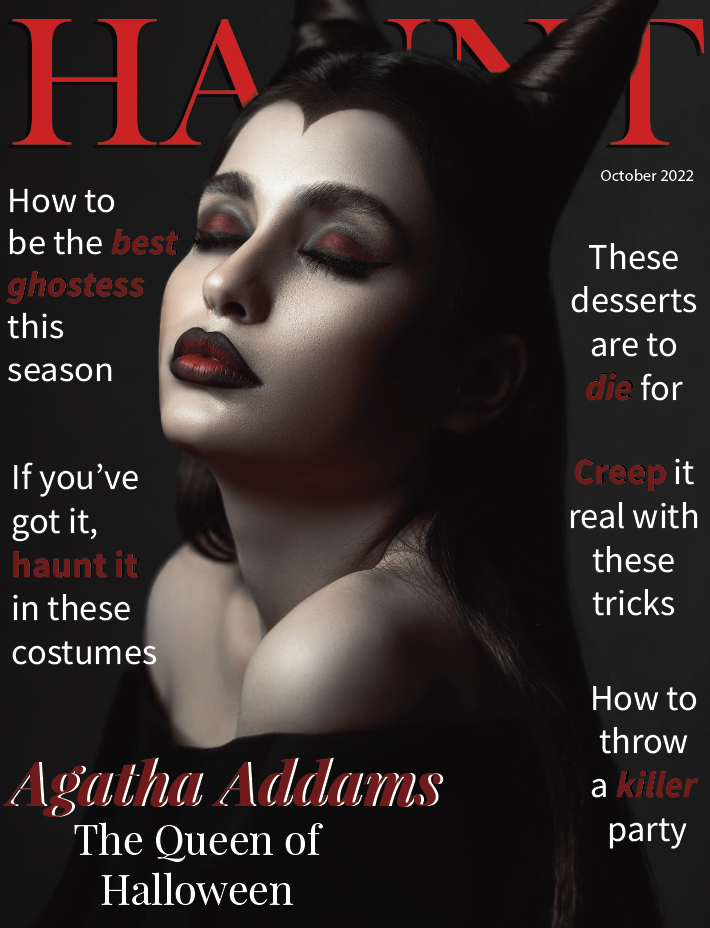 HAUNT
October 2022
How to
be the best
ghostess
this
season
If you’ve
got it,
haunt it
in these
costumes
These
desserts
are to
die for
Creep it
real with
these
tricks
How to
throw
a killer
party
Agatha Addams
The Queen of
Halloween